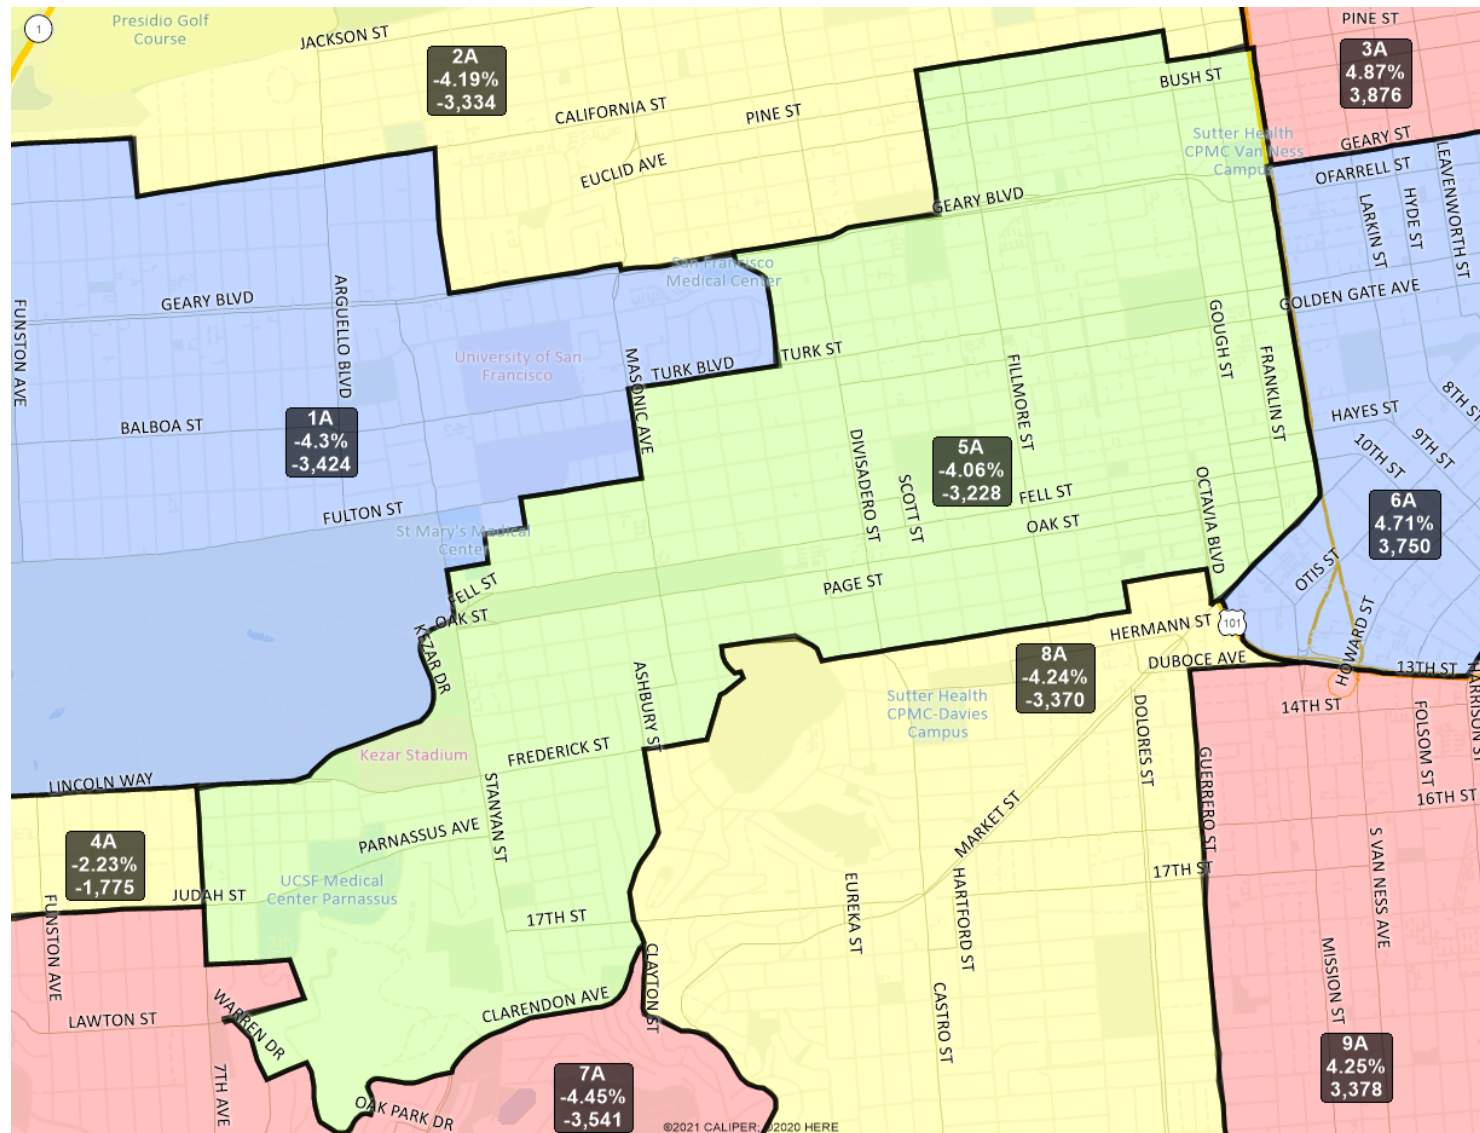 1
Presidio Golf
Course
JACKSON ST
2A
-4.19%
-3,334
CALIFORNIA ST
PINE ST
EUCLID AVE
BUSH ST
PINE ST
3A
4.87%
3,876
GEARY ST
Sutter Health
CPMC Van Ness
Campus
OFARRELL ST
LEAVENWORTH ST
HYDE ST
LARKIN ST
GEARY BLVD
San Francisco
Medical Center
GOLDEN GATE AVE
FUNSTON AVE
GEARY BLVD
ARGUELLO BLVD
University of San
Francisco
MASONIC AVE
TURK BLVD
TURK ST
GOUGH ST
FRANKLIN ST
FILLMORE ST
8TH ST
HAYES ST
9TH ST
10TH ST
BALBOA ST
1A
-4.3%
-3,424
DIVISADERO ST
SCOTT ST
5A
-4.06%
-3,228
FELL ST
OAK ST
OCTAVIA BLVD
6A
4.71%
3,750
FULTON ST
St Mary's Medical
Center
FELL ST
OAK ST
KEZAR DR
PAGE ST
OTIS ST
HOWARD ST
101
HERMANN ST
DUBOCE AVE
8A
-4.24%
-3,370
13TH ST
HARRISON ST
ASHBURY ST
Sutter Health
CPMC-Davies
Campus
14TH ST
DOLORES ST
FOLSOM ST
Kezar Stadium
FREDERICK ST
LINCOLN WAY
STANYAN ST
GUERRERO ST
16TH ST
MARKET ST
4A
-2.23%
-1,775
PARNASSUS AVE
S VAN NESS AVE
UCSF Medical
Center Parnassus
JUDAH ST
FUNSTON AVE
17TH ST
17TH ST
EUREKA ST
HARTFORD ST
CLAYTON ST
MISSION ST
CASTRO ST
CLARENDON AVE
LAWTON ST
WARREN DR
7TH AVE
OAK PARK DR
7A
-4.45%
-3,541
9A
4.25%
3,378
©2021 CALIPER; ©2020 HERE